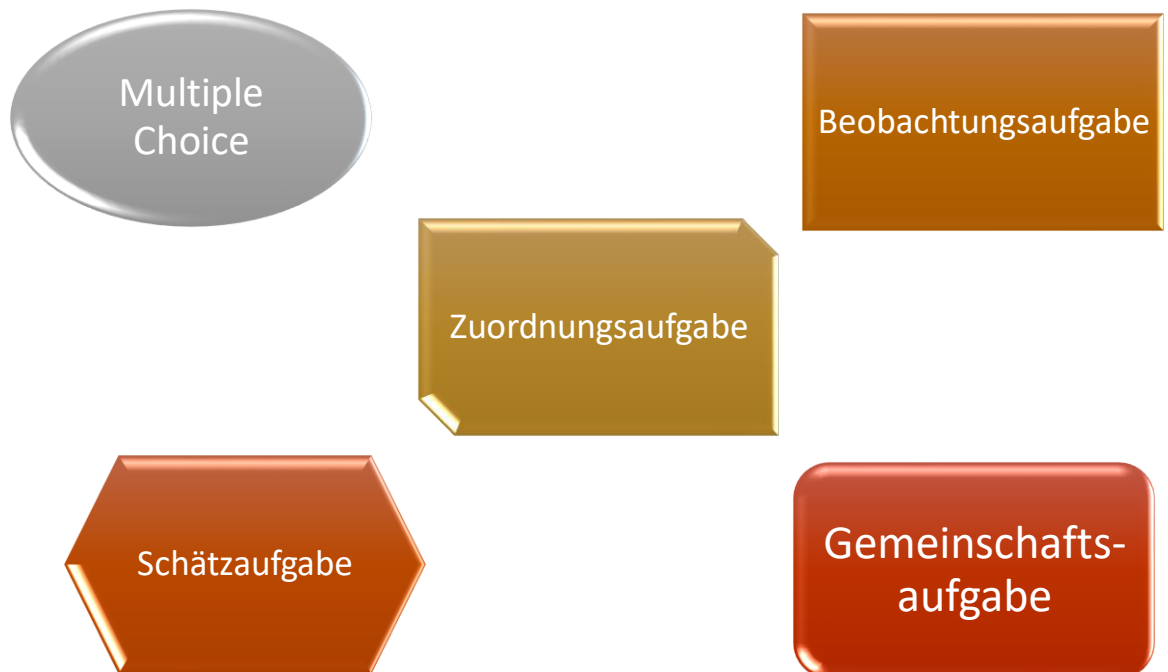 Multiple
Choice
Beobachtungsaufgabe
Zuordnungsaufgabe
Schätzaufgabe
Gemeinschafts-
aufgabe